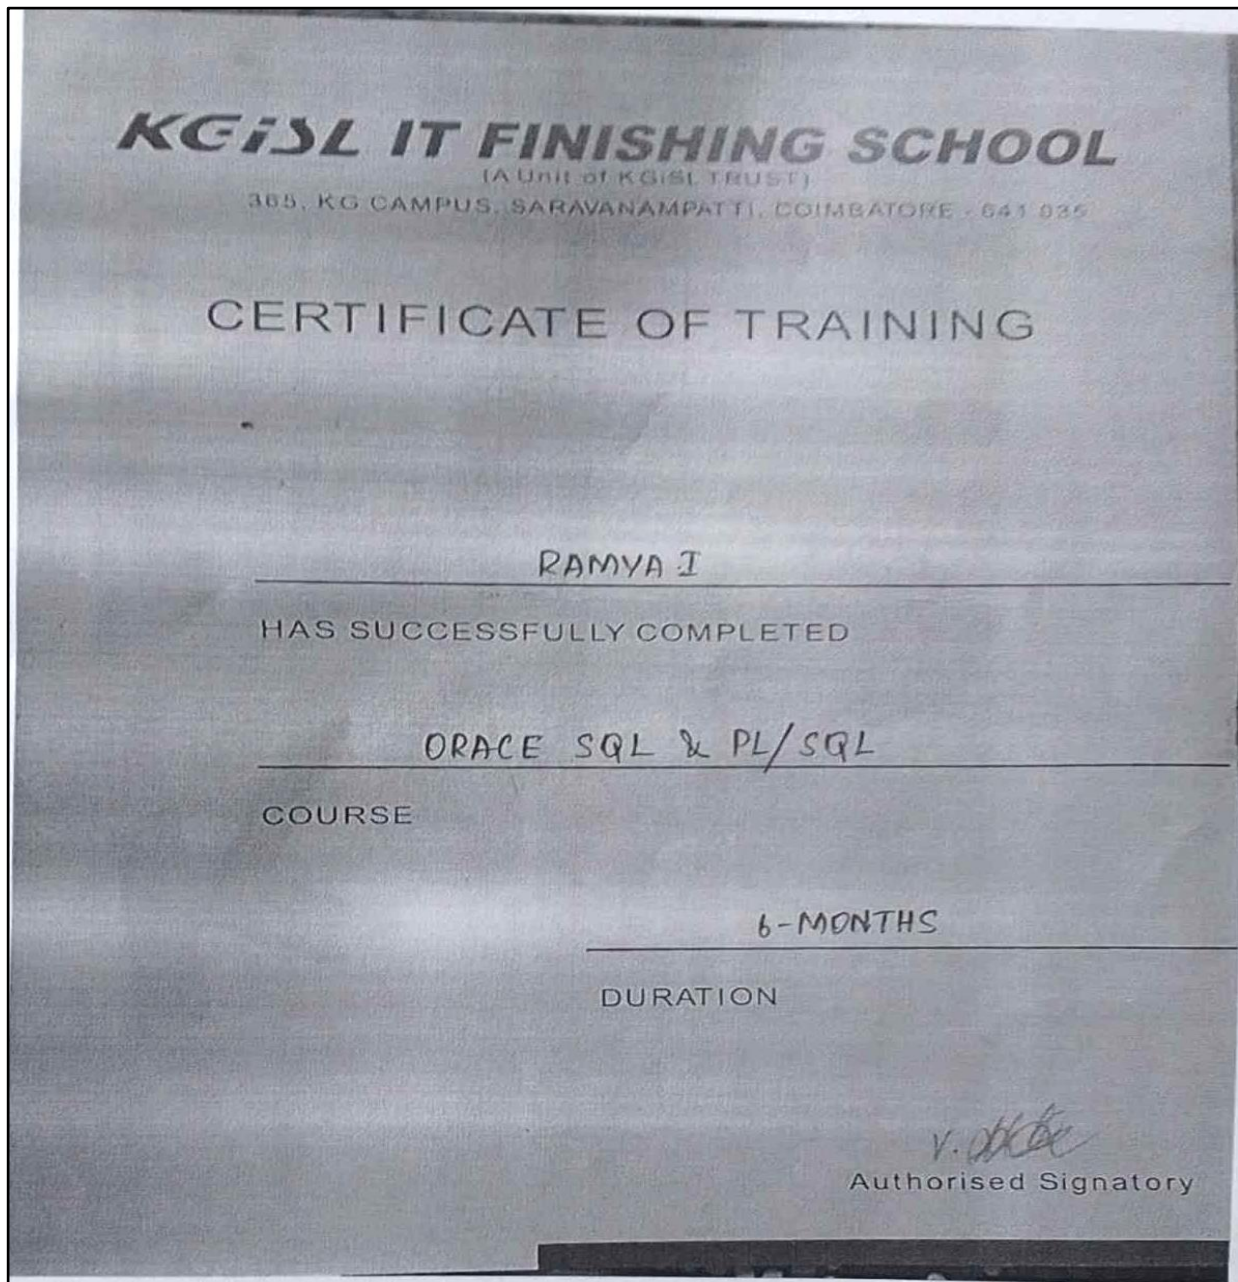 KGiSL IT FINISHING SCHOOL
(A Unit of KGiSL TRUST)
365, KG CAMPUS, SARAVANAMPATTI, COIMBATORE - 641 035
CERTIFICATE OF TRAINING
RAMYA I
HAS SUCCESSFULLY COMPLETED
ORACE SQL & PL/SQL
COURSE
6-MONTHS
DURATION
V.
Authorised Signatory